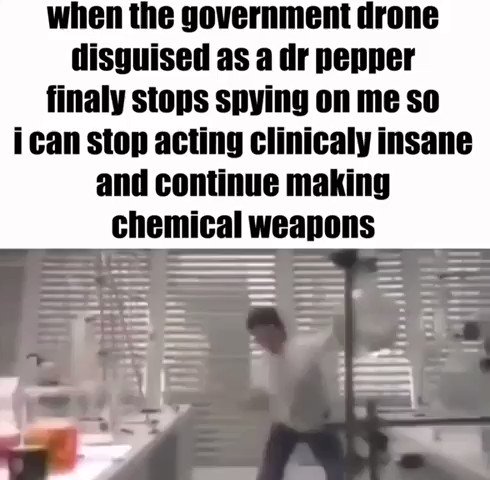 when the government drone
disguised as a dr pepper
finaly stops spying on me so
i can stop acting clinicaly insane
and continue making
chemical weapons